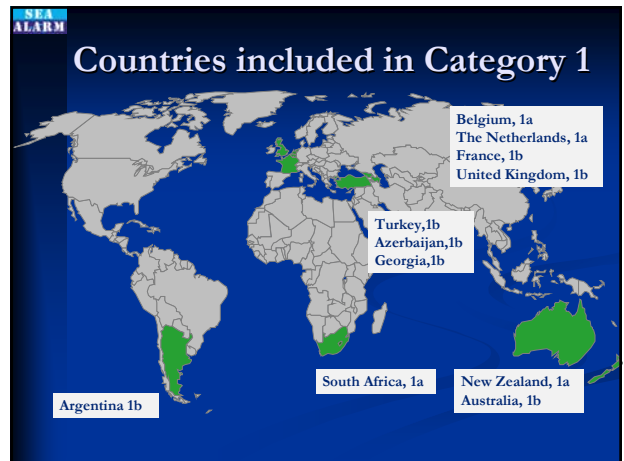 SEA
ALARM
Countries included in Category 1
Belgium, 1a
The Netherlands, 1a
France, 1b
United Kingdom, 1b
Turkey,1b
Azerbaijan,1b
Georgia,1b
South Africa, 1a
New Zealand, 1a
Australia, 1b
Argentina 1b